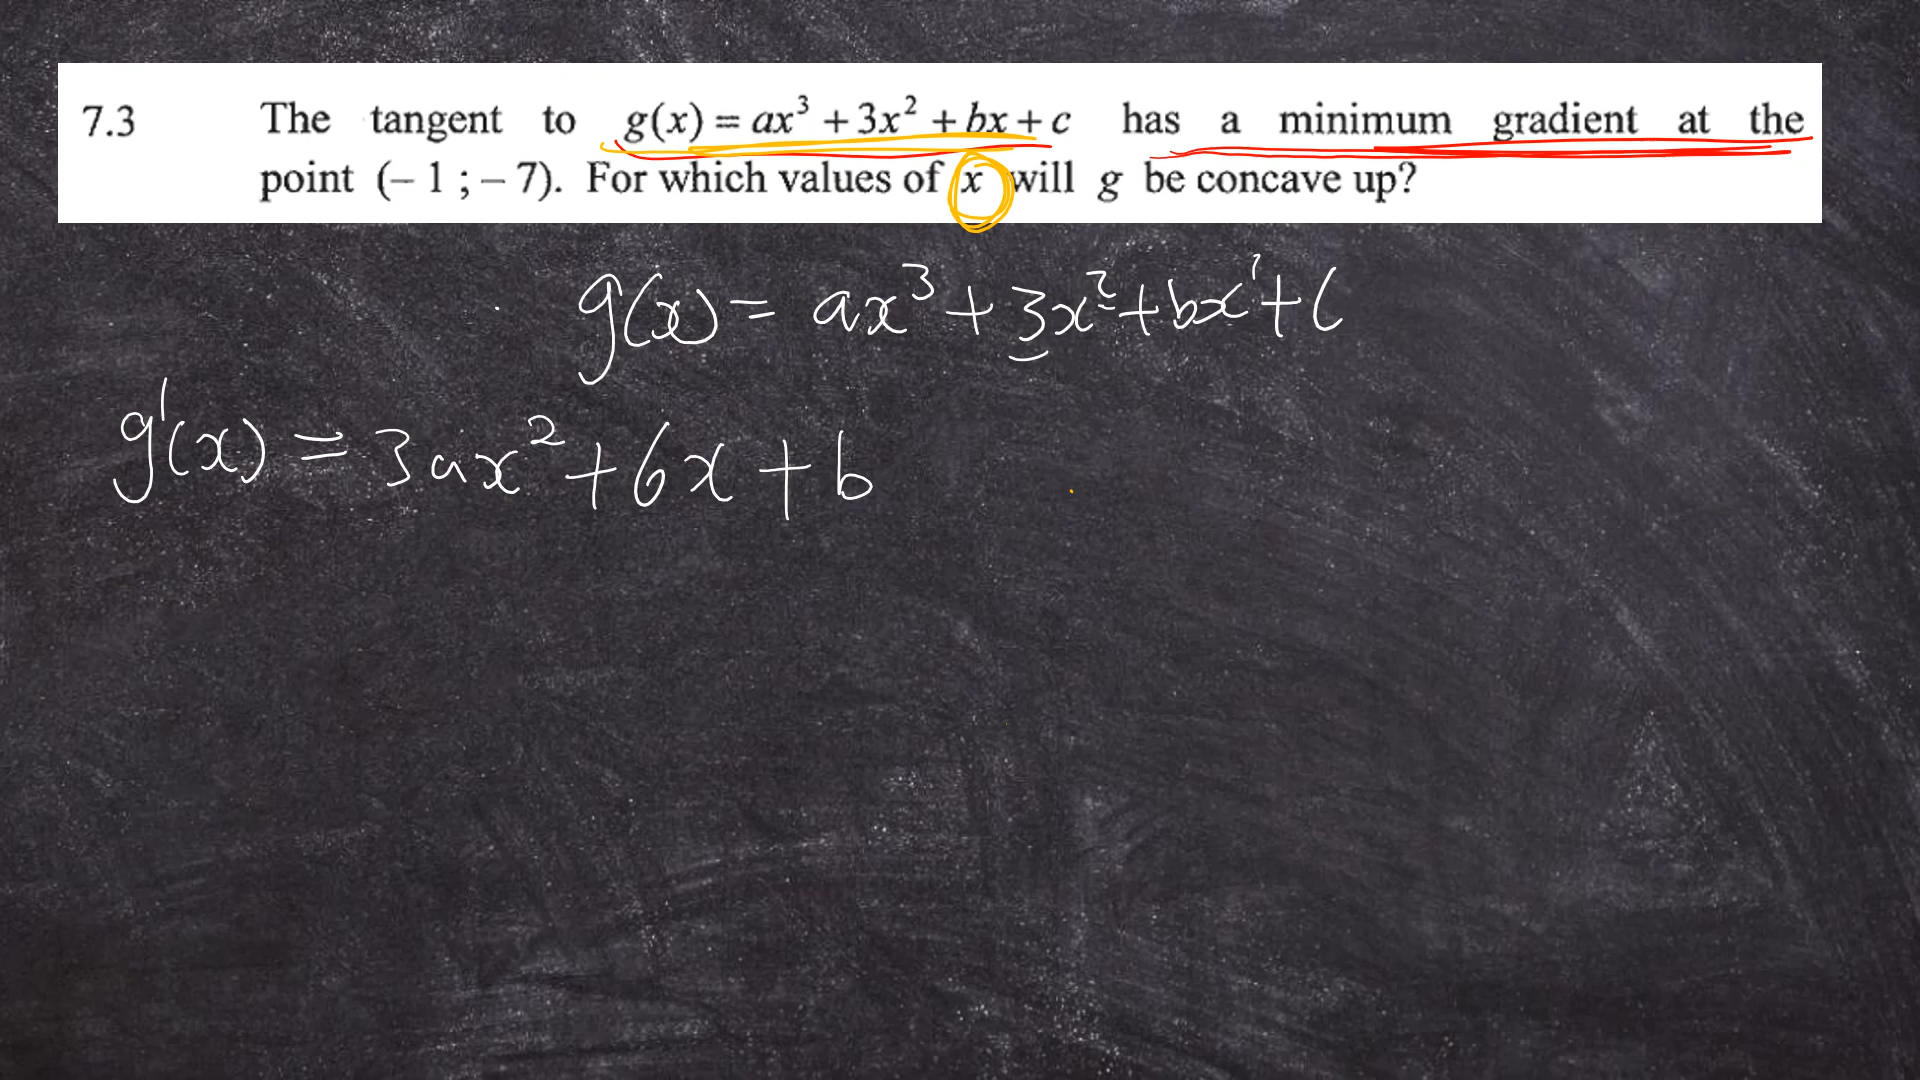 7.3 The tangent to g(x) = ax³ + 3x² + bx + c has a minimum gradient at the
point (– 1 ; – 7). For which values of x will g be concave up?
g(x) = ax³ + 3x² + bx¹ + c
g'(x) = 3ax² + 6x + b